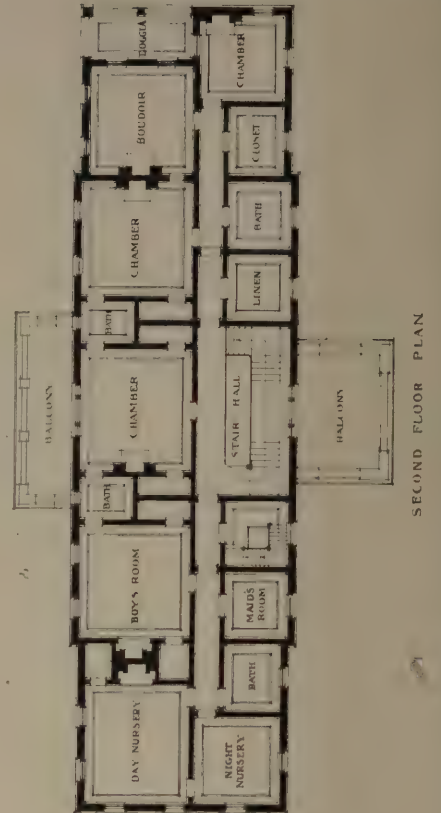 BALCONY
DAY NURSERY
BOY'S ROOM
BATH
CHAMBER
BATH
CHAMBER
BOUDOIR
LOGGIA
NIGHT
NURSERY
BATH
MAID'S
ROOM
STAIR HALL
LINEN
BATH
CLOSET
CHAMBER
BALCONY
SECOND FLOOR PLAN